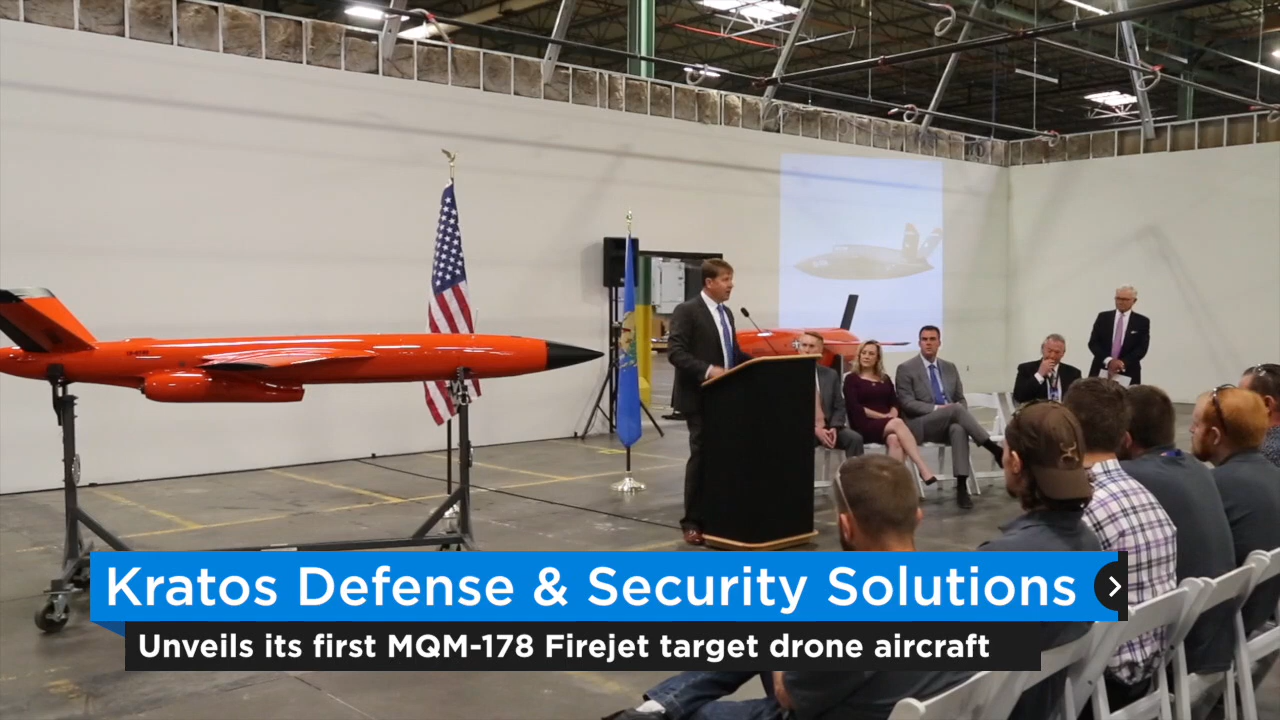 Kratos Defense & Security Solutions
Unveils its first MQM-178 Firejet target drone aircraft